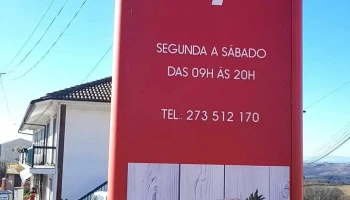 SEGUNDA A SÁBADO
DAS 09H ÀS 20H
TEL.: 273 512 170